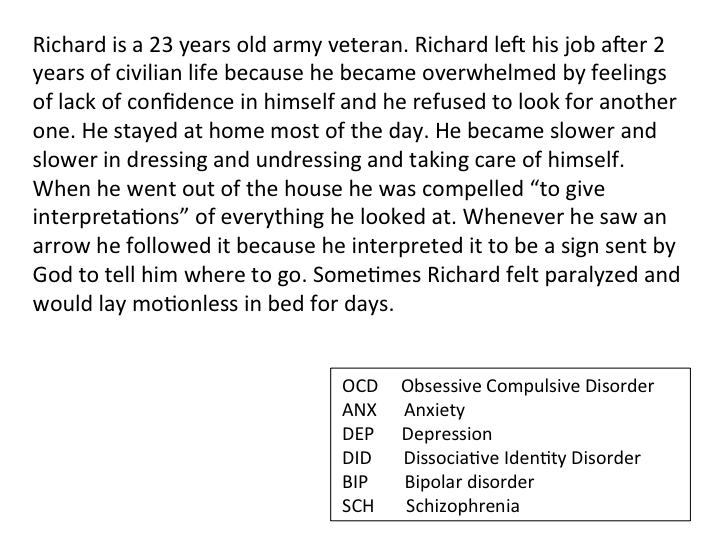 Richard is a 23 years old army veteran. Richard left his job after 2
years of civilian life because he became overwhelmed by feelings
of lack of confidence in himself and he refused to look for another
one. He stayed at home most of the day. He became slower and
slower in dressing and undressing and taking care of himself.
When he went out of the house he was compelled “to give
interpretations” of everything he looked at. Whenever he saw an
arrow he followed it because he interpreted it to be a sign sent by
God to tell him where to go. Sometimes Richard felt paralyzed and
would lay motionless in bed for days.
OCD Obsessive Compulsive Disorder
ANX Anxiety
DEP Depression
DID Dissociative Identity Disorder
BIP Bipolar disorder
SCH Schizophrenia